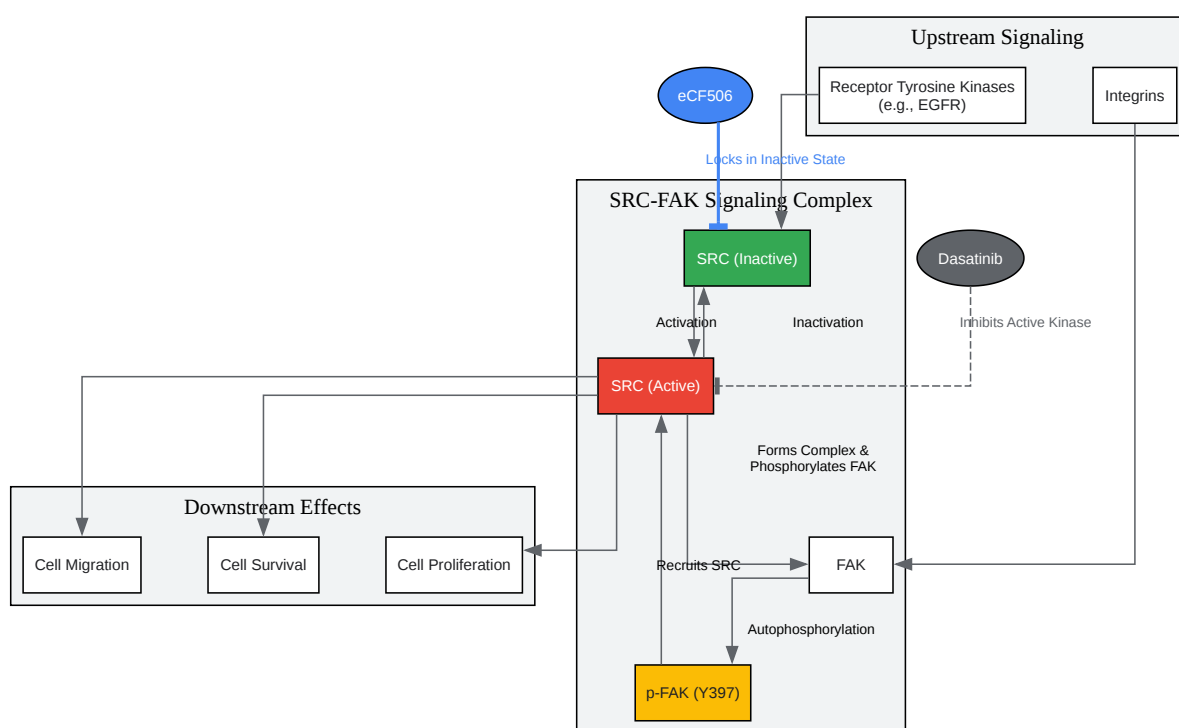 Upstream Signaling
Receptor Tyrosine Kinases
(e.g., EGFR)
Integrins
eCF506
Locks in Inactive State
SRC-FAK Signaling Complex
SRC (Inactive)
Dasatinib
Activation
Inactivation
Inhibits Active Kinase
SRC (Active)
Forms Complex &
Phosphorylates FAK
Downstream Effects
Cell Migration
Cell Survival
Cell Proliferation
Recruits SRC
FAK
Autophosphorylation
p-FAK (Y397)